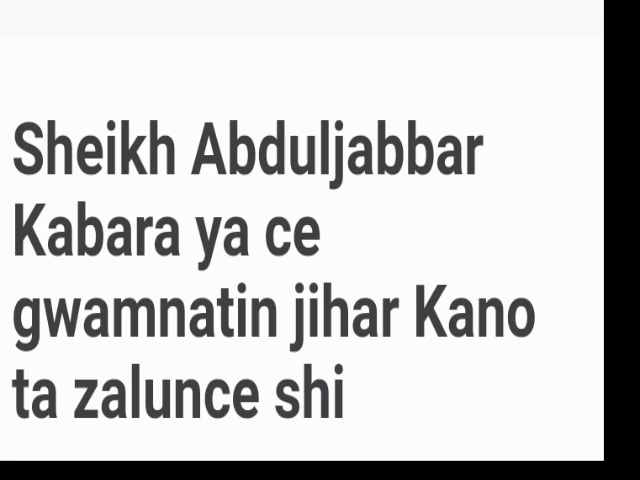 Sheikh Abduljabbar
Kabara ya ce
gwamnatin jihar Kano
ta zalunce shi